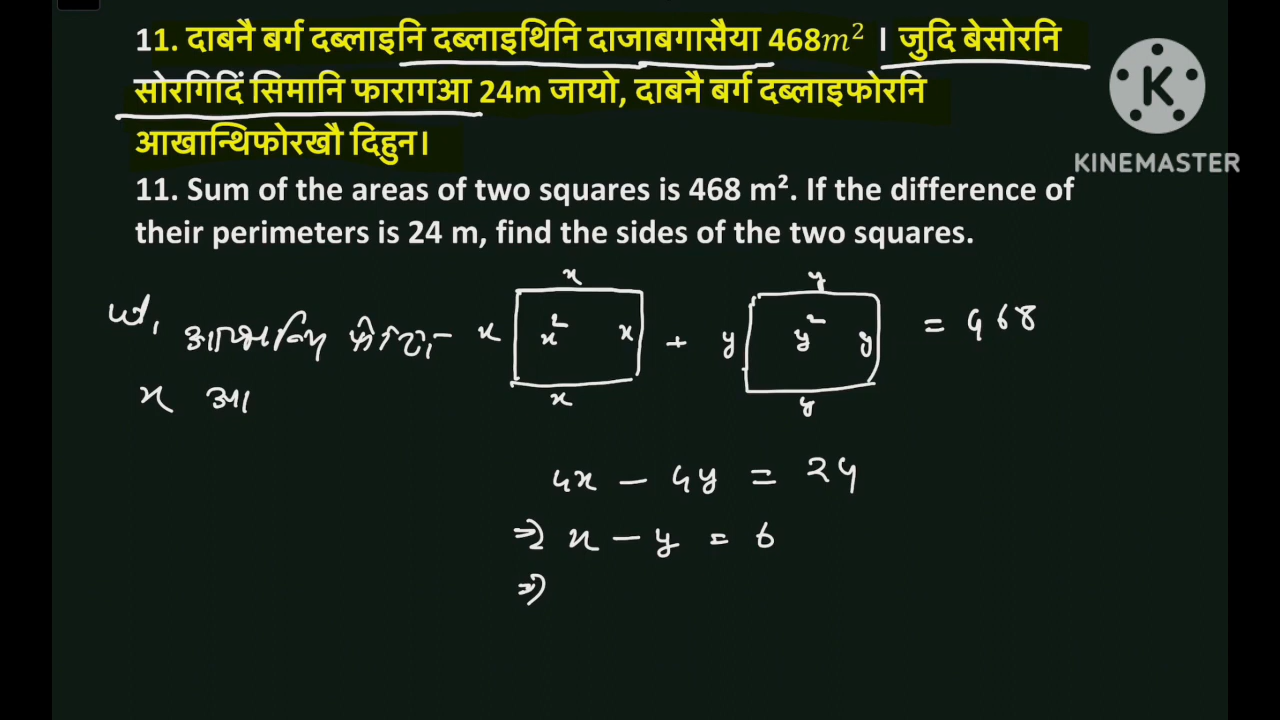 11. दाबनै बर्ग दब्लाइनि दब्लाइथिनि दाजाबगासैया 468m² । जुदि बेसोरनि
सोरगिदिं सिमानि फारागआ 24m जायो, दाबनै बर्ग दब्लाइफोरनि
आखान्थिफोरखौ दिहुन।
K
KINEMASTER
11. Sum of the areas of two squares is 468 m². If the difference of
their perimeters is 24 m, find the sides of the two squares.
x y
x x² x + y y² y = 468
x आ x y
4x - 4y = 24
⇒ x - y = 6
⇒